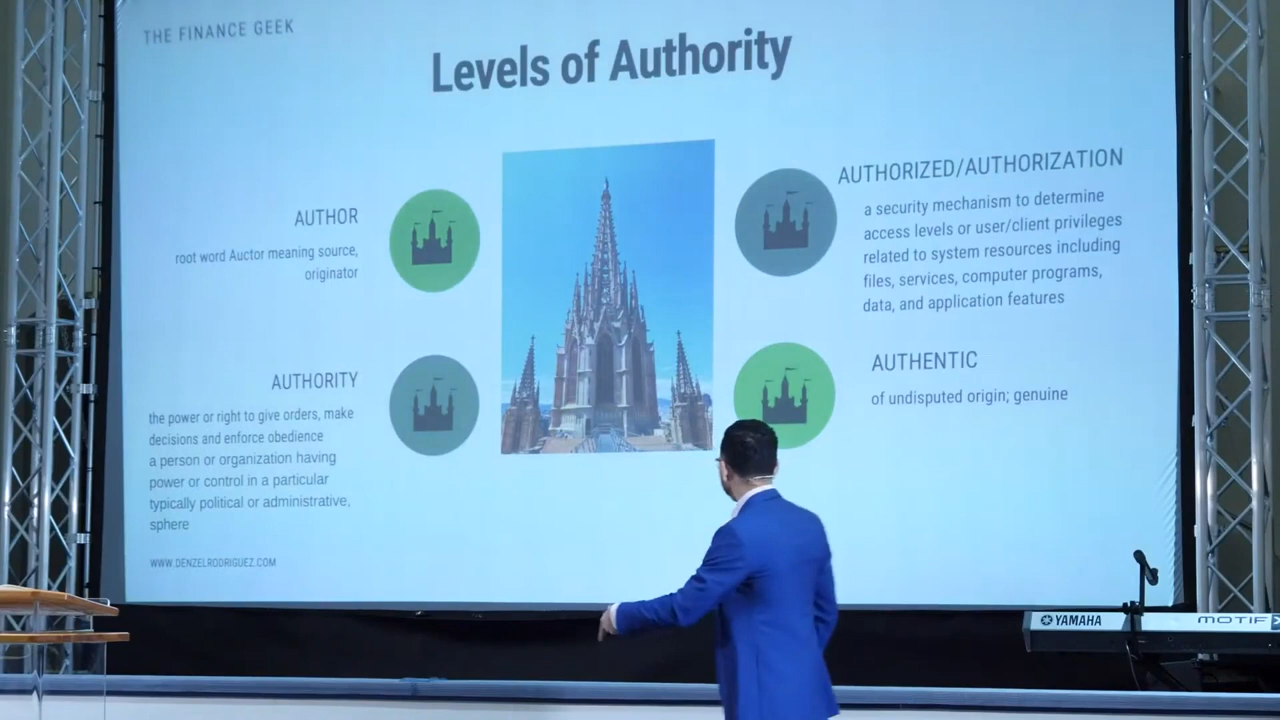 THE FINANCE GEEK
Levels of Authority
AUTHOR
root word Auctor meaning source,
originator
AUTHORITY
the power or right to give orders, make
decisions and enforce obedience
a person or organization having
power or control in a particular
typically political or administrative,
sphere
WWW.DENZELRODRIGUEZ.COM
AUTHORIZED/AUTHORIZATION
a security mechanism to determine
access levels or user/client privileges
related to system resources including
files, services, computer programs,
data, and application features
AUTHENTIC
of undisputed origin; genuine
YAMAHA
MOTIF